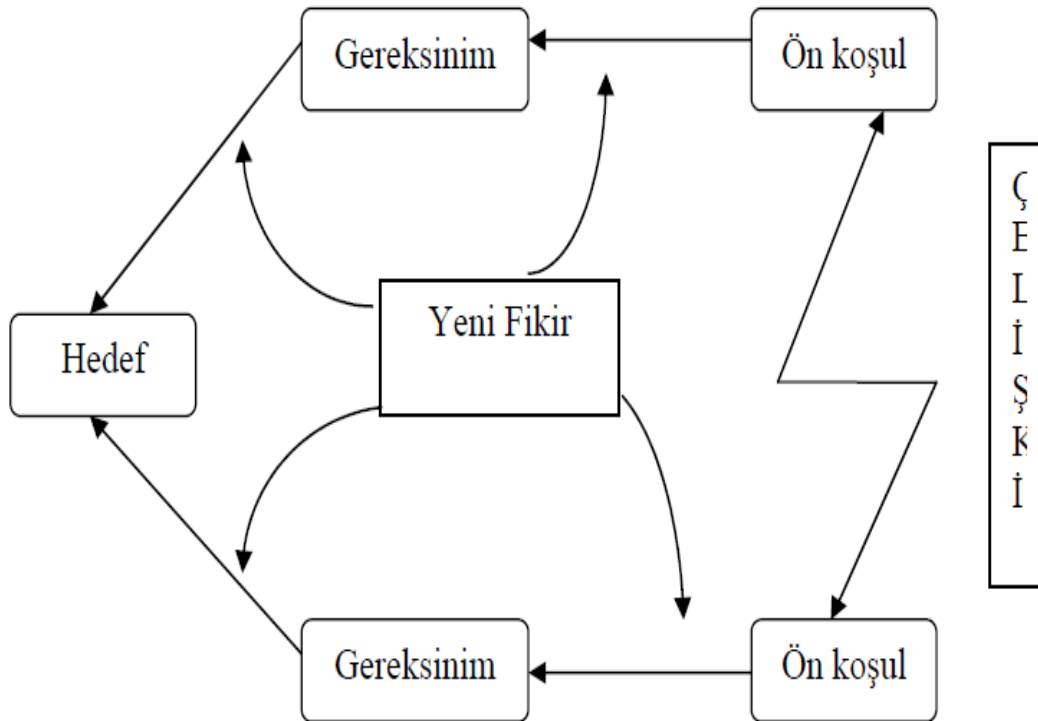 Gereksinim
Ön koşul
Yeni Fikir
Hedef
Gereksinim
Ön koşul
Ç
E
L
İ
Ş
K
İ